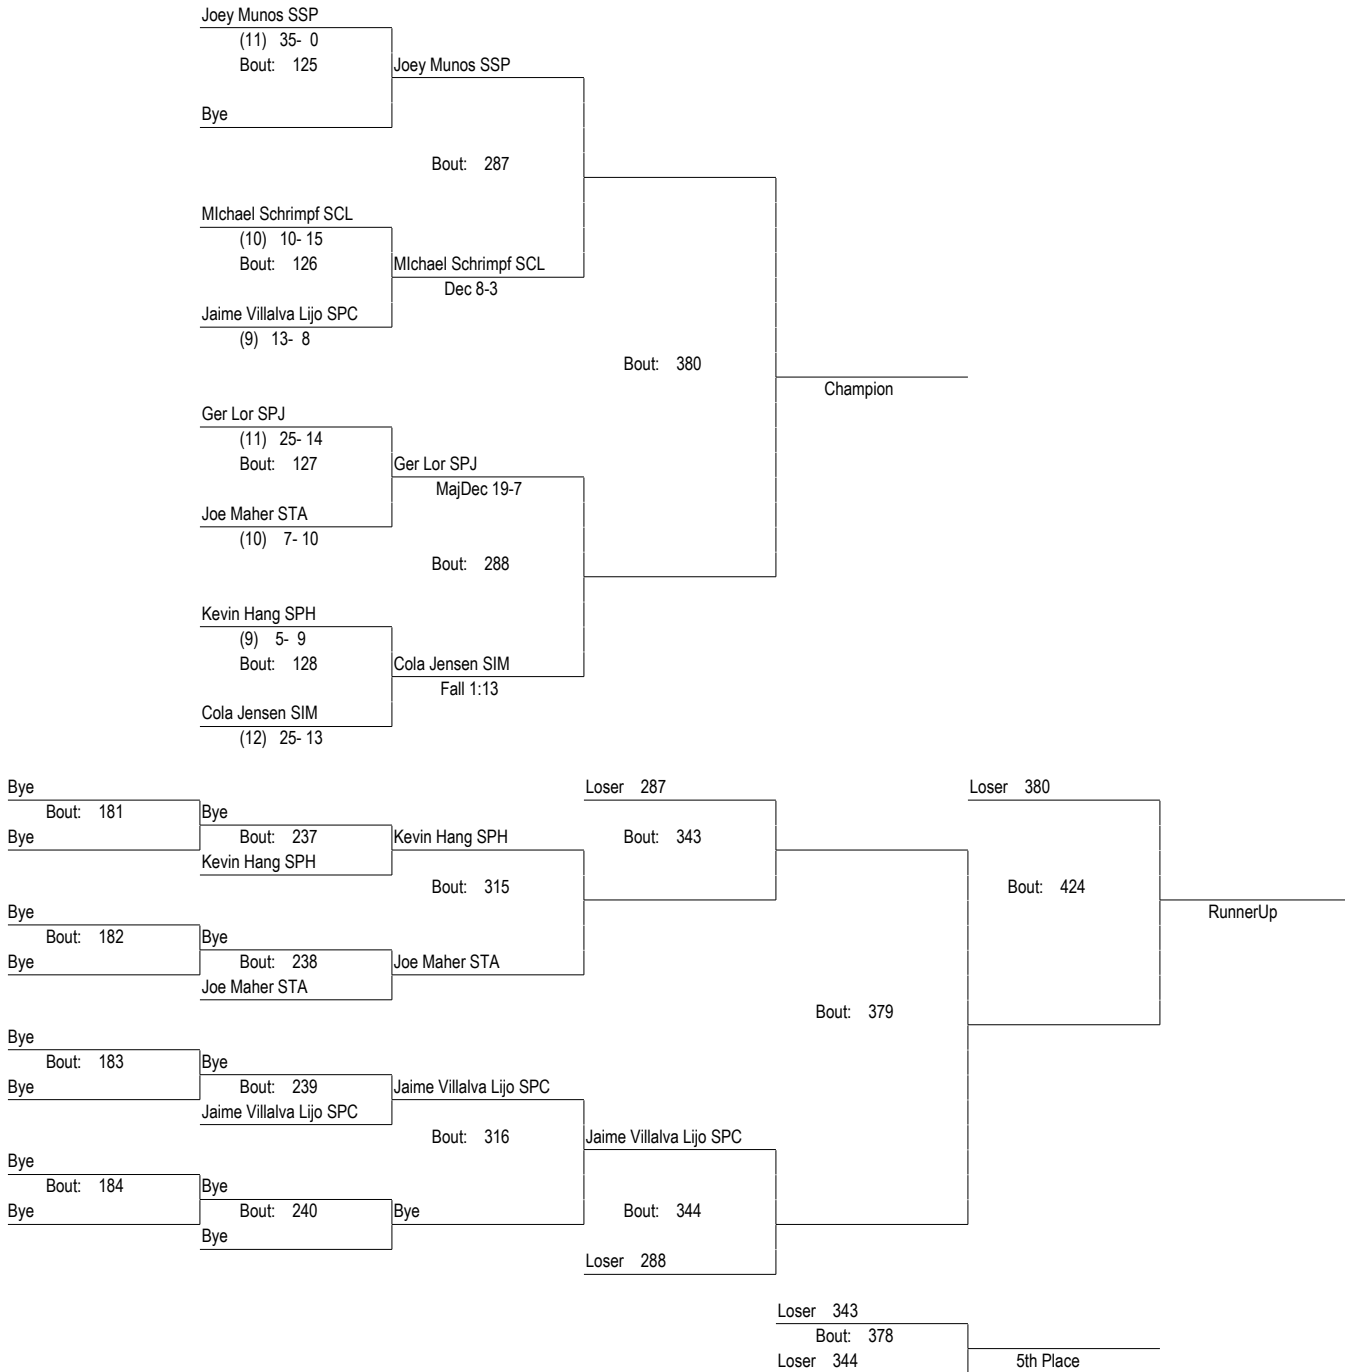 Joey Munos SSP
(11) 35- 0
Bout: 125
Joey Munos SSP
Bye
Bout: 287
MIchael Schrimpf SCL
(10) 10- 15
Bout: 126
MIchael Schrimpf SCL
Dec 8-3
Jaime Villalva Lijo SPC
(9) 13- 8
Bout: 380
Champion
Ger Lor SPJ
(11) 25- 14
Bout: 127
Ger Lor SPJ
MajDec 19-7
Joe Maher STA
(10) 7- 10
Bout: 288
Kevin Hang SPH
(9) 5- 9
Bout: 128
Cola Jensen SIM
Fall 1:13
Cola Jensen SIM
(12) 25- 13
Bye
Bout: 181
Bye
Bye
Bout: 237
Kevin Hang SPH
Kevin Hang SPH
Bout: 315
Loser 287
Bout: 343
Loser 380
Bout: 424
RunnerUp
Bye
Bout: 182
Bye
Bye
Bout: 238
Joe Maher STA
Joe Maher STA
Bout: 379
Bye
Bout: 183
Bye
Bye
Bout: 239
Jaime Villalva Lijo SPC
Jaime Villalva Lijo SPC
Bout: 316
Jaime Villalva Lijo SPC
Bye
Bout: 184
Bye
Bye
Bout: 240
Bye
Bye
Bout: 344
Loser 288
Loser 343
Bout: 378
Loser 344
5th Place